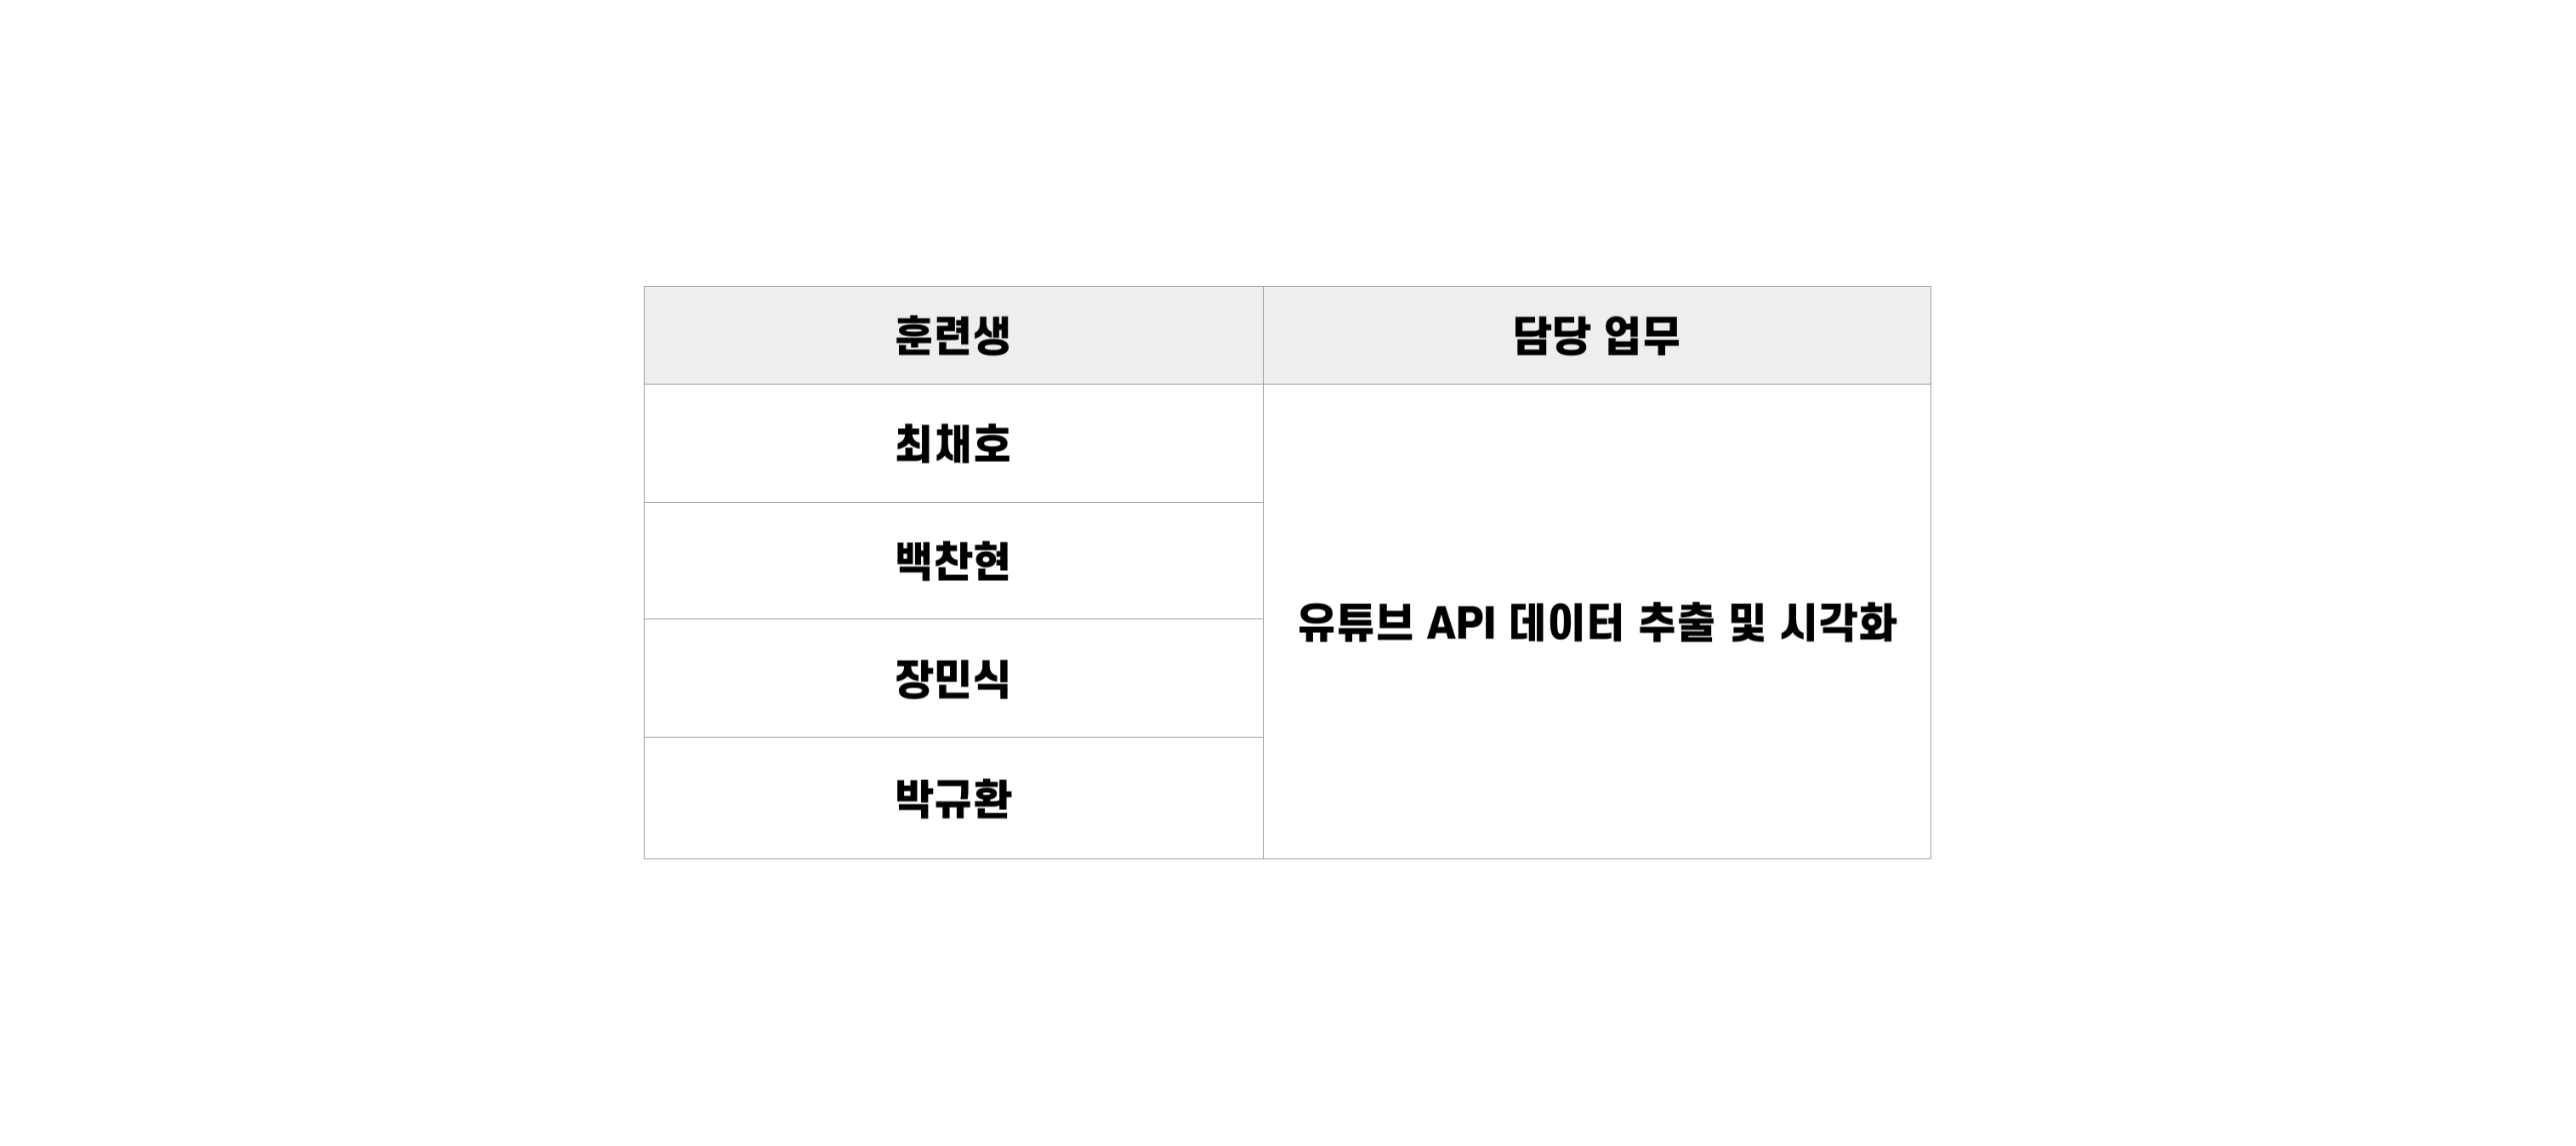 훈련생 담당 업무
최채호
백찬현
유튜브 API 데이터 추출 및 시각화
장민식
박규환